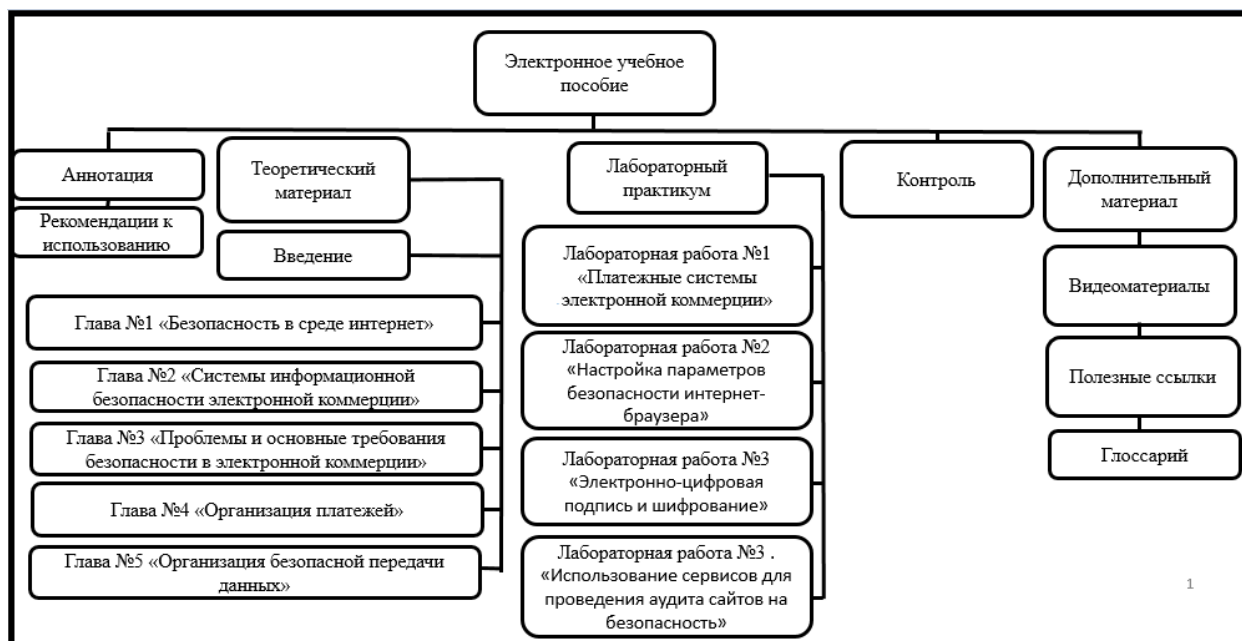 Электронное учебное
пособие
Аннотация
Рекомендации к
использованию
Теоретический
материал
Введение
Глава №1 «Безопасность в среде интернет»
Глава №2 «Системы информационной
безопасности электронной коммерции»
Глава №3 «Проблемы и основные требования
безопасности в электронной коммерции»
Глава №4 «Организация платежей»
Глава №5 «Организация безопасной передачи
данных»
Лабораторный
практикум
Лабораторная работа №1
«Платежные системы
электронной коммерции»
Лабораторная работа №2
«Настройка параметров
безопасности интернет-
браузера»
Лабораторная работа №3
«Электронно-цифровая
подпись и шифрование»
Лабораторная работа №3 .
«Использование сервисов для
проведения аудита сайтов на
безопасность»
Контроль
Дополнительный
материал
Видеоматериалы
Полезные ссылки
Глоссарий
1